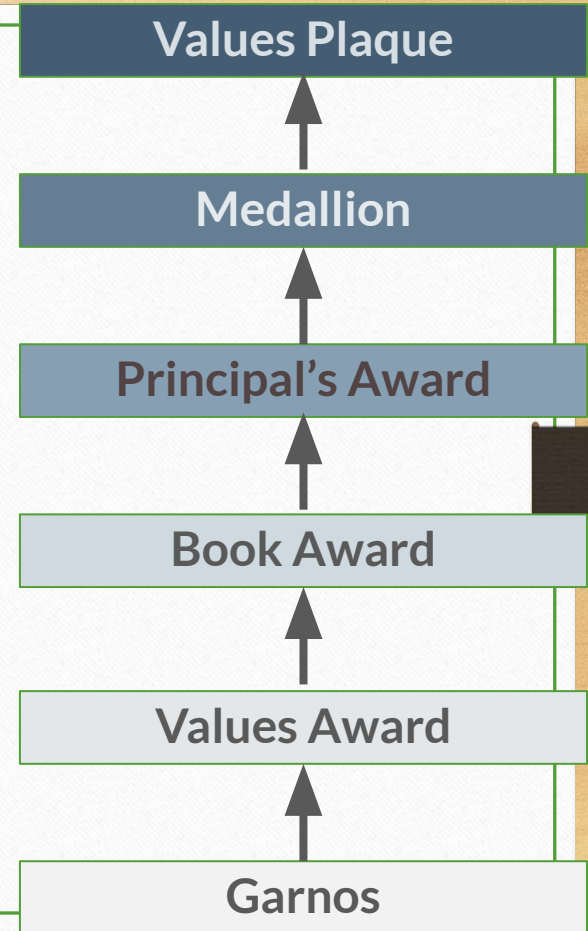 Values Plaque
Medallion
Principal’s Award
Book Award
Values Award
Garnos